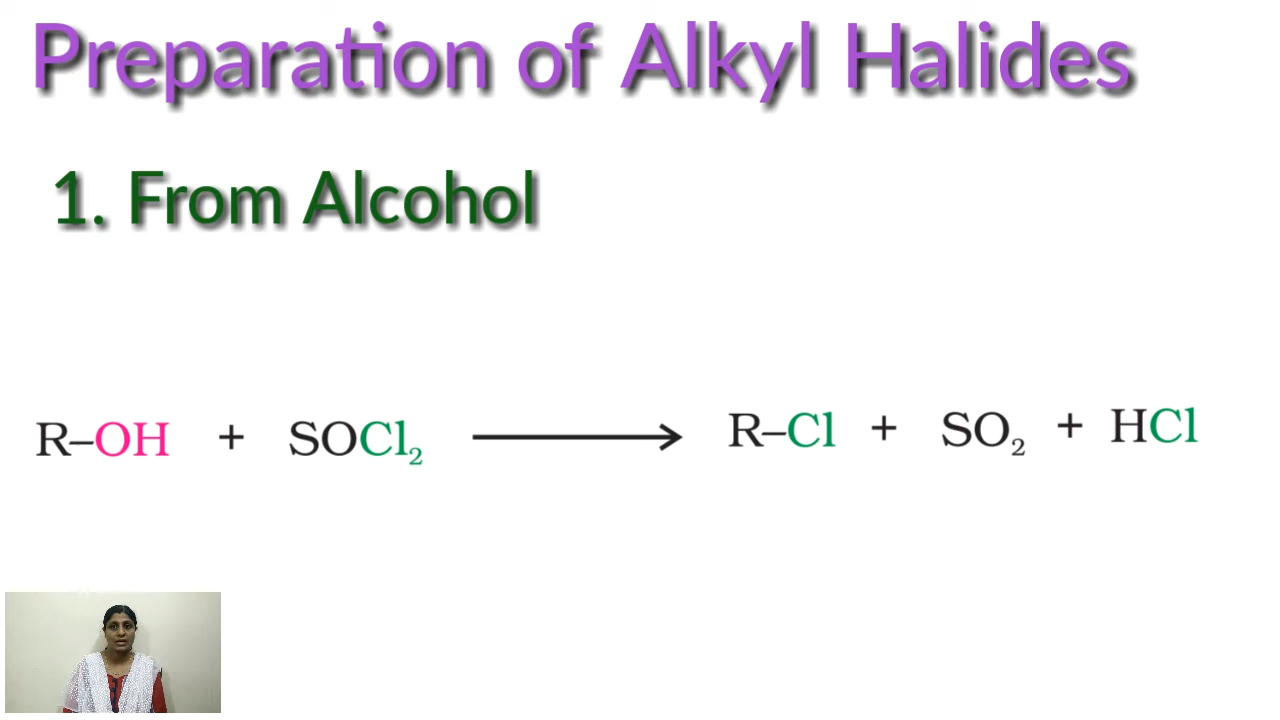 Preparation of Alkyl Halides
1. From Alcohol
R–OH + SOCl₂ ⟶ R–Cl + SO₂ + HCl